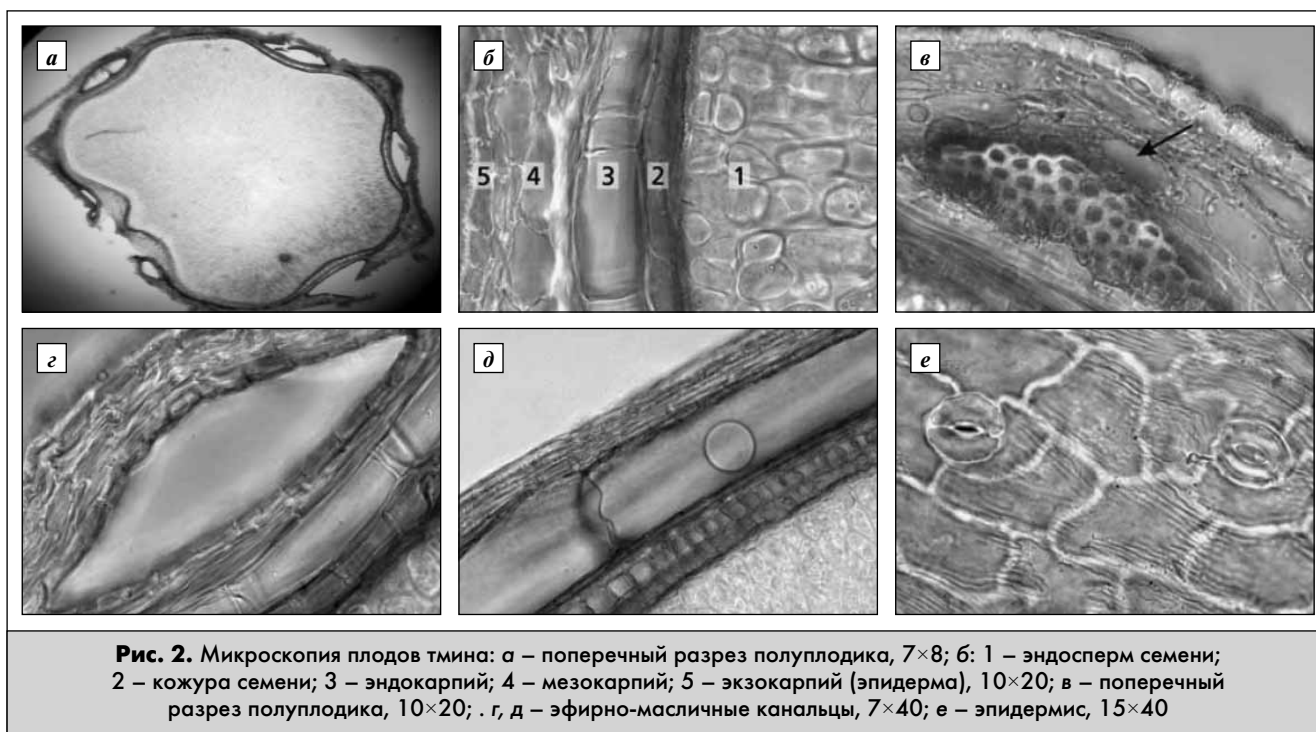 а
б
в
5 4 3 2 1
г
д
е
Рис. 2. Микроскопия плодов тмина: а – поперечный разрез полуплодика, 7×8; б: 1 – эндосперм семени;
2 – кожура семени; 3 – эндокарпий; 4 – мезокарпий; 5 – экзокарпий (эпидерма), 10×20; в – поперечный
разрез полуплодика, 10×20; . г, д – эфирно-масличные канальцы, 7×40; е – эпидермис, 15×40